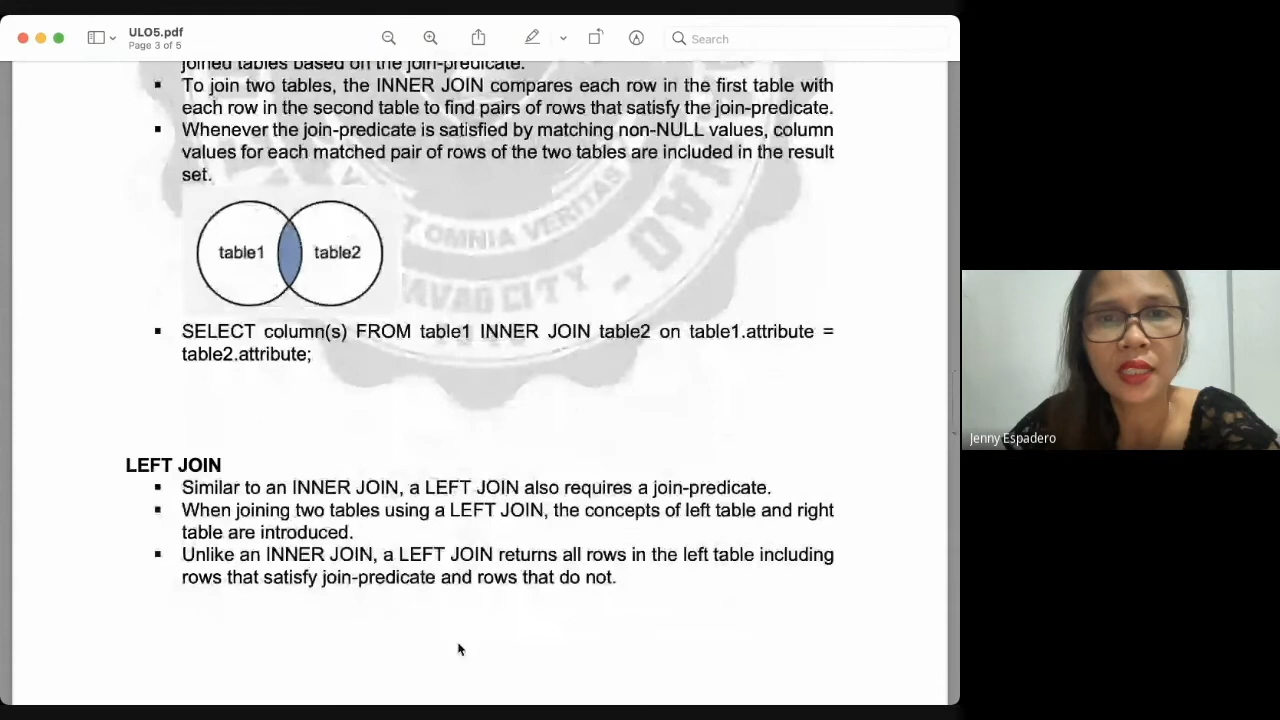 ULO5.pdf
Page 3 of 5
Search
joined tables based on the join-predicate.
▪ To join two tables, the INNER JOIN compares each row in the first table with
each row in the second table to find pairs of rows that satisfy the join-predicate.
▪ Whenever the join-predicate is satisfied by matching non-NULL values, column
values for each matched pair of rows of the two tables are included in the result
set.
T OMNIA VERITAS
DAV
AVAO CITY -
table1
table2
▪ SELECT column(s) FROM table1 INNER JOIN table2 on table1.attribute =
table2.attribute;
LEFT JOIN
▪ Similar to an INNER JOIN, a LEFT JOIN also requires a join-predicate.
▪ When joining two tables using a LEFT JOIN, the concepts of left table and right
table are introduced.
▪ Unlike an INNER JOIN, a LEFT JOIN returns all rows in the left table including
rows that satisfy join-predicate and rows that do not.
Jenny Espadero